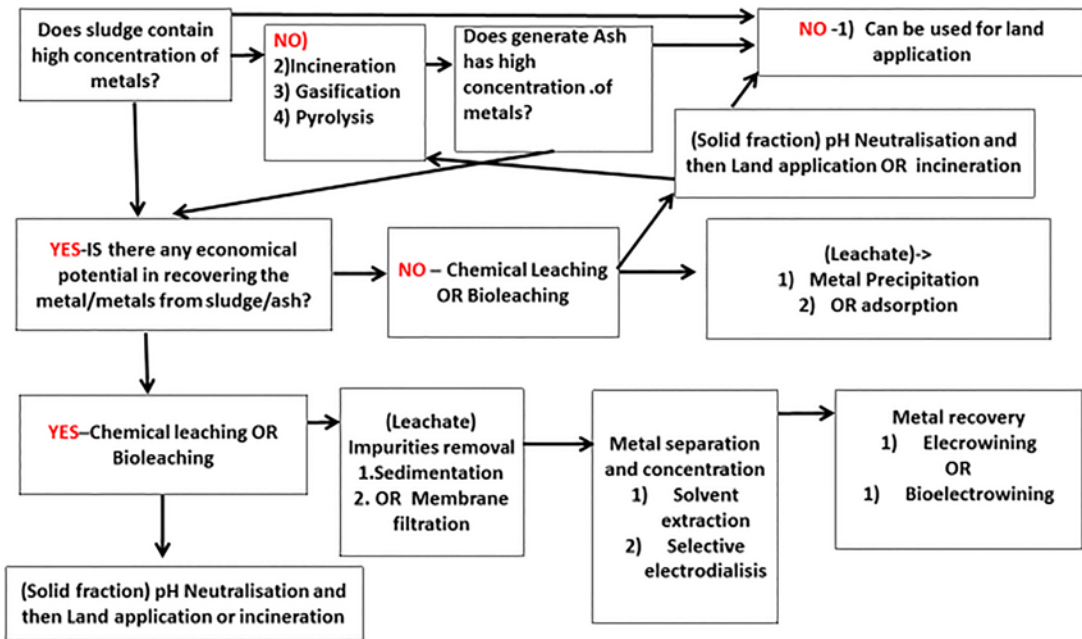 Does sludge contain
high concentration of
metals?
NO)
2)Incineration
3) Gasification
4) Pyrolysis
Does generate Ash
has high
concentration .of
metals?
NO -1) Can be used for land
application
(Solid fraction) pH Neutralisation and
then Land application OR incineration
YES-IS there any economical
potential in recovering the
metal/metals from sludge/ash?
NO – Chemical Leaching
OR Bioleaching
(Leachate)->
1) Metal Precipitation
2) OR adsorption
YES–Chemical leaching OR
Bioleaching
(Leachate)
Impurities removal
1.Sedimentation
2. OR Membrane
filtration
Metal separation
and concentration
1) Solvent
extraction
2) Selective
electrodialisis
Metal recovery
1) Elecrowining
OR
1) Bioelectrowining
(Solid fraction) pH Neutralisation and
then Land application or incineration